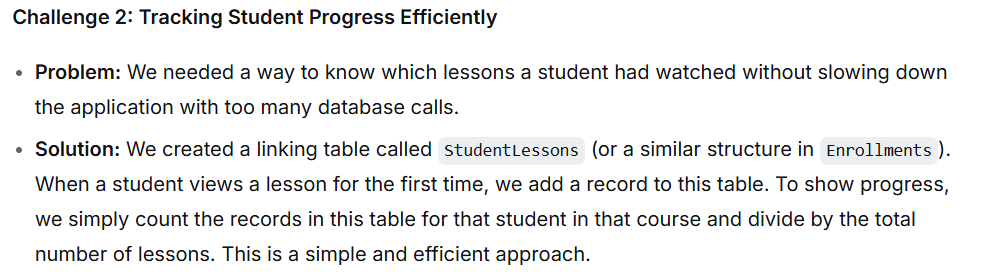 Challenge 2: Tracking Student Progress Efficiently
• Problem: We needed a way to know which lessons a student had watched without slowing down
the application with too many database calls.
• Solution: We created a linking table called StudentLessons (or a similar structure in Enrollments).
When a student views a lesson for the first time, we add a record to this table. To show progress,
we simply count the records in this table for that student in that course and divide by the total
number of lessons. This is a simple and efficient approach.